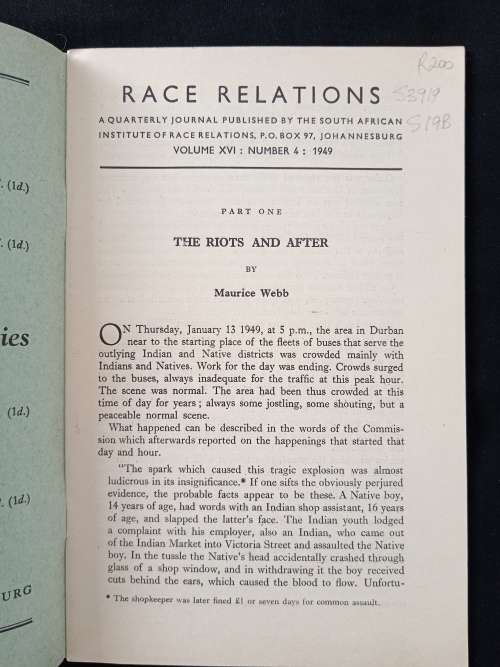 R200
RACE RELATIONS
S3919
A QUARTERLY JOURNAL PUBLISHED BY THE SOUTH AFRICAN
S19B
INSTITUTE OF RACE RELATIONS, P.O. BOX 97, JOHANNESBURG
VOLUME XVI : NUMBER 4 : 1949
PART ONE
THE RIOTS AND AFTER
BY
Maurice Webb
ON Thursday, January 13 1949, at 5 p.m., the area in Durban
near to the starting place of the fleets of buses that serve the
outlying Indian and Native districts was crowded mainly with
Indians and Natives. Work for the day was ending. Crowds surged
to the buses, always inadequate for the traffic at this peak hour.
The scene was normal. The area had been thus crowded at this
time of day for years ; always some jostling, some shouting, but a
peaceable normal scene.
What happened can be described in the words of the Commis-
sion which afterwards reported on the happenings that started that
day and hour.
"The spark which caused this tragic explosion was almost
ludicrous in its insignificance.* If one sifts the obviously perjured
evidence, the probable facts appear to be these. A Native boy,
14 years of age, had words with an Indian shop assistant, 16 years
of age, and slapped the latter's face. The Indian youth lodged
a complaint with his employer, also an Indian, who came out
of the Indian Market into Victoria Street and assaulted the Native
boy. In the tussle the Native's head accidentally crashed through
glass of a shop window, and in withdrawing it the boy received
cuts behind the ears, which caused the blood to flow. Unfortu-
* The shopkeeper was later fined £1 or seven days for common assault.
(1d.)
(1d.)
ies
(1d.)
(1d.)
URG